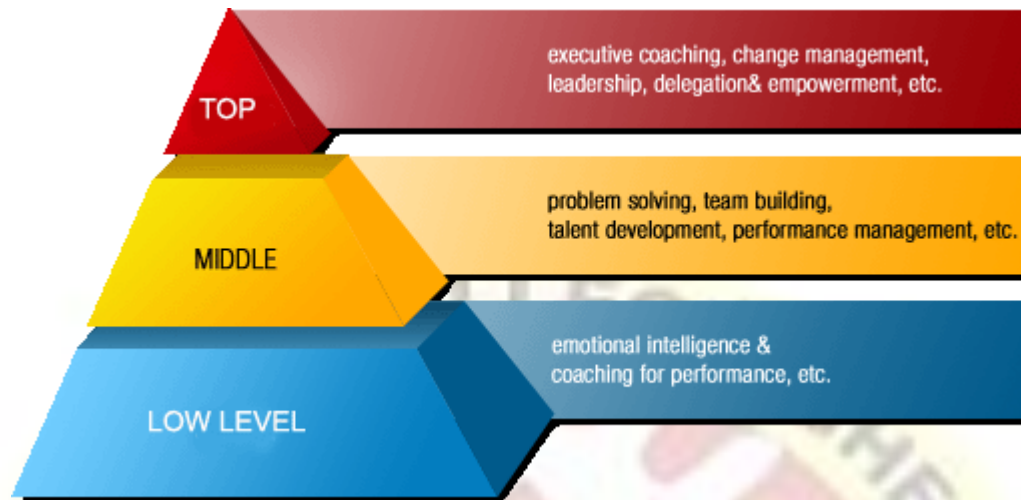 TOP
executive coaching, change management,
leadership, delegation& empowerment, etc.
MIDDLE
problem solving, team building,
talent development, performance management, etc.
LOW LEVEL
emotional intelligence &
coaching for performance, etc.